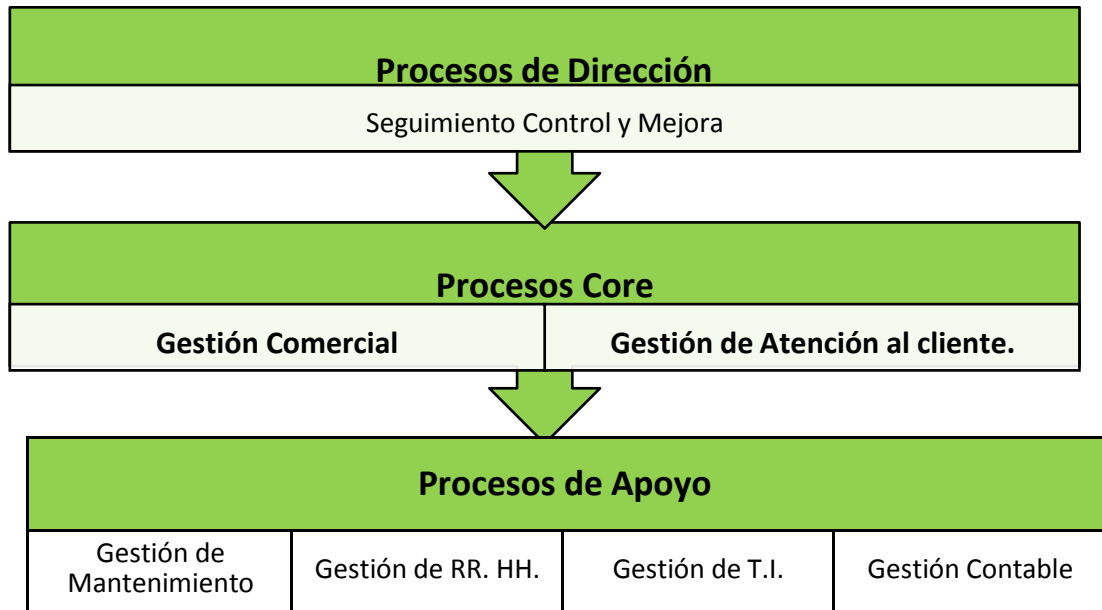 Procesos de Dirección
Seguimiento Control y Mejora
Procesos Core
Gestión Comercial
Gestión de Atención al cliente.
Procesos de Apoyo
Gestión de
Mantenimiento
Gestión de RR. HH.
Gestión de T.I.
Gestión Contable